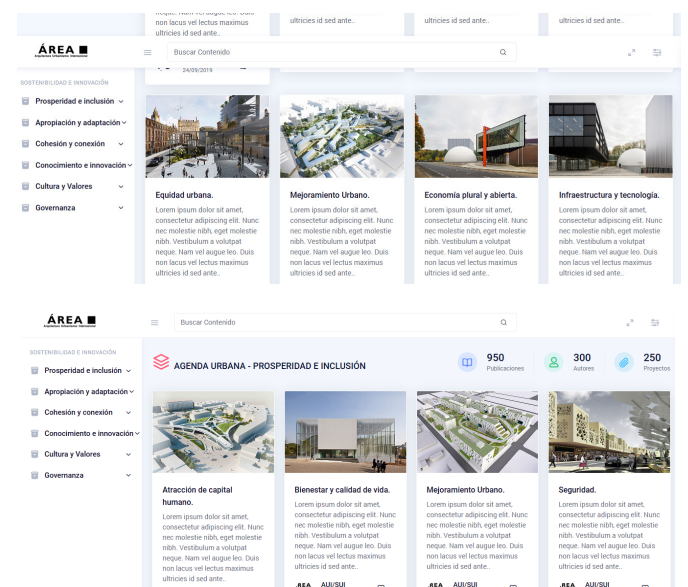 non lacus vel lectus maximus
ultricies id sed ante..
ultricies id sed ante..
ultricies id sed ante..
ultricies id sed ante..
ÁREA
Arquitectura Urbanismo Internacional
Buscar Contenido
24/09/2019
SOSTENIBILIDAD E INNOVACIÓN
Prosperidad e inclusión
Apropiación y adaptación
Cohesión y conexión
Conocimiento e innovación
Cultura y Valores
Governanza
Equidad urbana.
Lorem ipsum dolor sit amet,
consectetur adipiscing elit. Nunc
nec molestie nibh, eget molestie
nibh. Vestibulum a volutpat
neque. Nam vel augue leo. Duis
non lacus vel lectus maximus
ultricies id sed ante..
Mejoramiento Urbano.
Lorem ipsum dolor sit amet,
consectetur adipiscing elit. Nunc
nec molestie nibh, eget molestie
nibh. Vestibulum a volutpat
neque. Nam vel augue leo. Duis
non lacus vel lectus maximus
ultricies id sed ante..
Economía plural y abierta.
Lorem ipsum dolor sit amet,
consectetur adipiscing elit. Nunc
nec molestie nibh, eget molestie
nibh. Vestibulum a volutpat
neque. Nam vel augue leo. Duis
non lacus vel lectus maximus
ultricies id sed ante..
Infraestructura y tecnología.
Lorem ipsum dolor sit amet,
consectetur adipiscing elit. Nunc
nec molestie nibh, eget molestie
nibh. Vestibulum a volutpat
neque. Nam vel augue leo. Duis
non lacus vel lectus maximus
ultricies id sed ante..
ÁREA
Arquitectura Urbanismo Internacional
Buscar Contenido
SOSTENIBILIDAD E INNOVACIÓN
Prosperidad e inclusión
Apropiación y adaptación
Cohesión y conexión
Conocimiento e innovación
Cultura y Valores
Governanza
AGENDA URBANA - PROSPERIDAD E INCLUSIÓN
950
Publicaciones
300
Autores
250
Proyectos
Atracción de capital
humano.
Lorem ipsum dolor sit amet,
consectetur adipiscing elit. Nunc
nec molestie nibh, eget molestie
nibh. Vestibulum a volutpat
neque. Nam vel augue leo. Duis
non lacus vel lectus maximus
ultricies id sed ante..
Bienestar y calidad de vida.
Lorem ipsum dolor sit amet,
consectetur adipiscing elit. Nunc
nec molestie nibh, eget molestie
nibh. Vestibulum a volutpat
neque. Nam vel augue leo. Duis
non lacus vel lectus maximus
ultricies id sed ante..
AUI/SUI
Mejoramiento Urbano.
Lorem ipsum dolor sit amet,
consectetur adipiscing elit. Nunc
nec molestie nibh, eget molestie
nibh. Vestibulum a volutpat
neque. Nam vel augue leo. Duis
non lacus vel lectus maximus
ultricies id sed ante..
AUI/SUI
Seguridad.
Lorem ipsum dolor sit amet,
consectetur adipiscing elit. Nunc
nec molestie nibh, eget molestie
nibh. Vestibulum a volutpat
neque. Nam vel augue leo. Duis
non lacus vel lectus maximus
ultricies id sed ante..
AUI/SUI